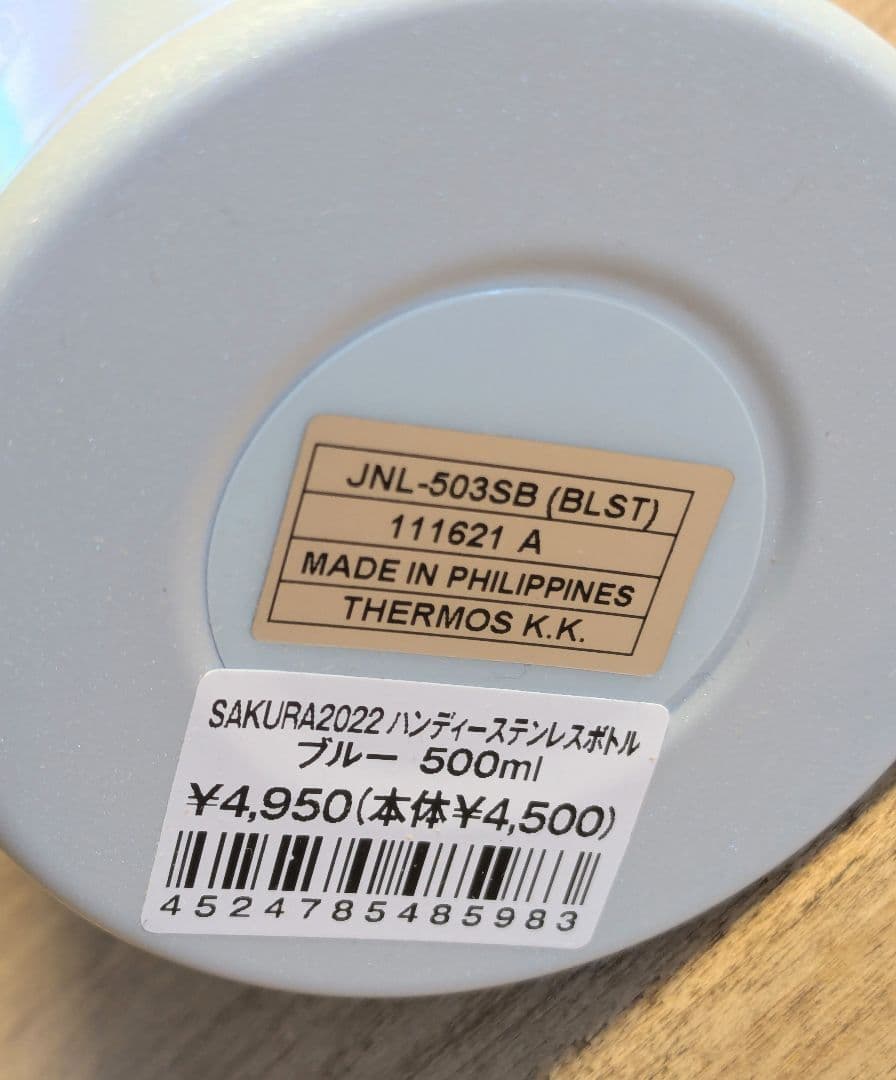 JNL-503SB (BLST)
111621 A
MADE IN PHILIPPINES
THERMOS K.K.
SAKURA2022 ハンディーステンレスボトル
ブルー 500ml
¥4,950(本体¥4,500)
4524785485983